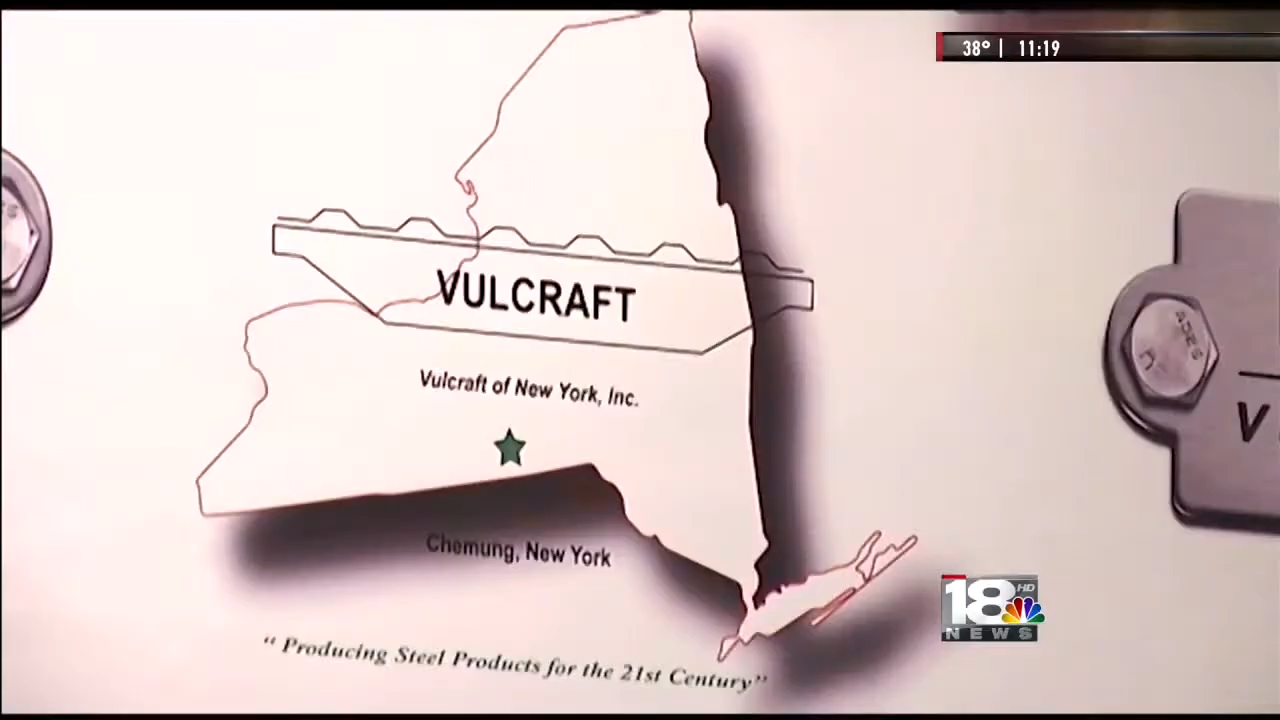 38° | 11:19
VULCRAFT
Vulcraft of New York, Inc.
Chemung, New York
“ Producing Steel Products for the 21st Century”
V
18 HD
NEWS